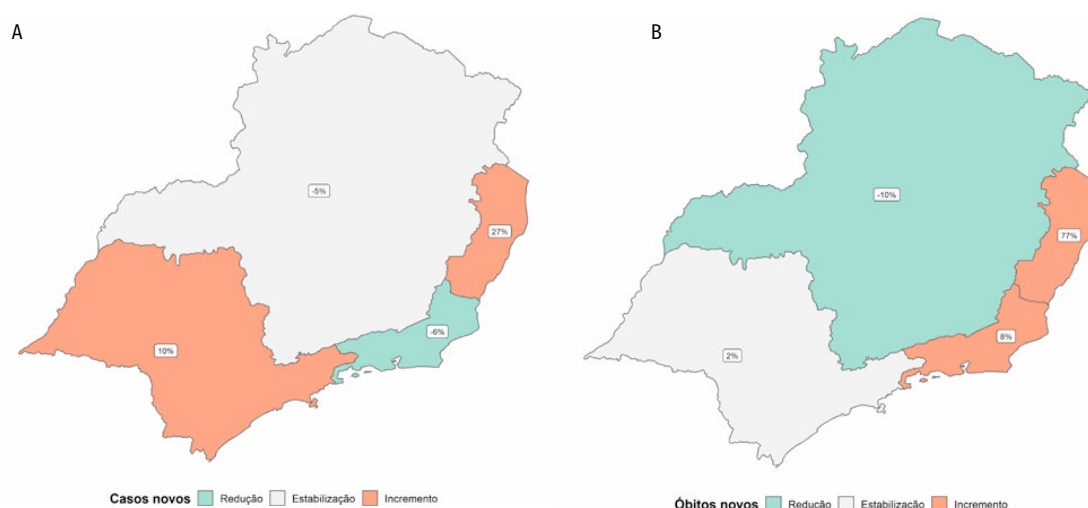 A
-5%
27%
-6%
10%
Casos novos Redução Estabilização Incremento
B
-10%
77%
8%
2%
Óbitos novos Redução Estabilização Incremento